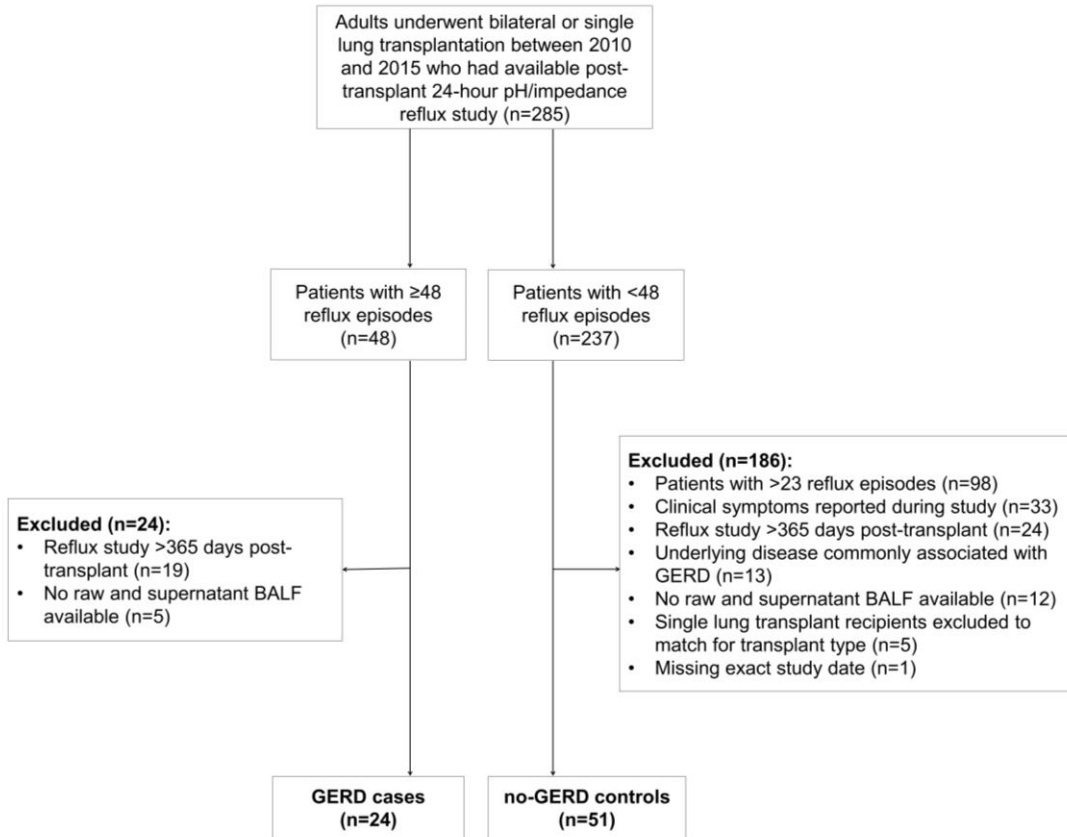 Adults underwent bilateral or single
lung transplantation between 2010
and 2015 who had available post-
transplant 24-hour pH/impedance
reflux study (n=285)
Patients with ≥48
reflux episodes
(n=48)
Patients with <48
reflux episodes
(n=237)
Excluded (n=24):
• Reflux study >365 days post-
transplant (n=19)
• No raw and supernatant BALF
available (n=5)
Excluded (n=186):
• Patients with >23 reflux episodes (n=98)
• Clinical symptoms reported during study (n=33)
• Reflux study >365 days post-transplant (n=24)
• Underlying disease commonly associated with
GERD (n=13)
• No raw and supernatant BALF available (n=12)
• Single lung transplant recipients excluded to
match for transplant type (n=5)
• Missing exact study date (n=1)
GERD cases
(n=24)
no-GERD controls
(n=51)